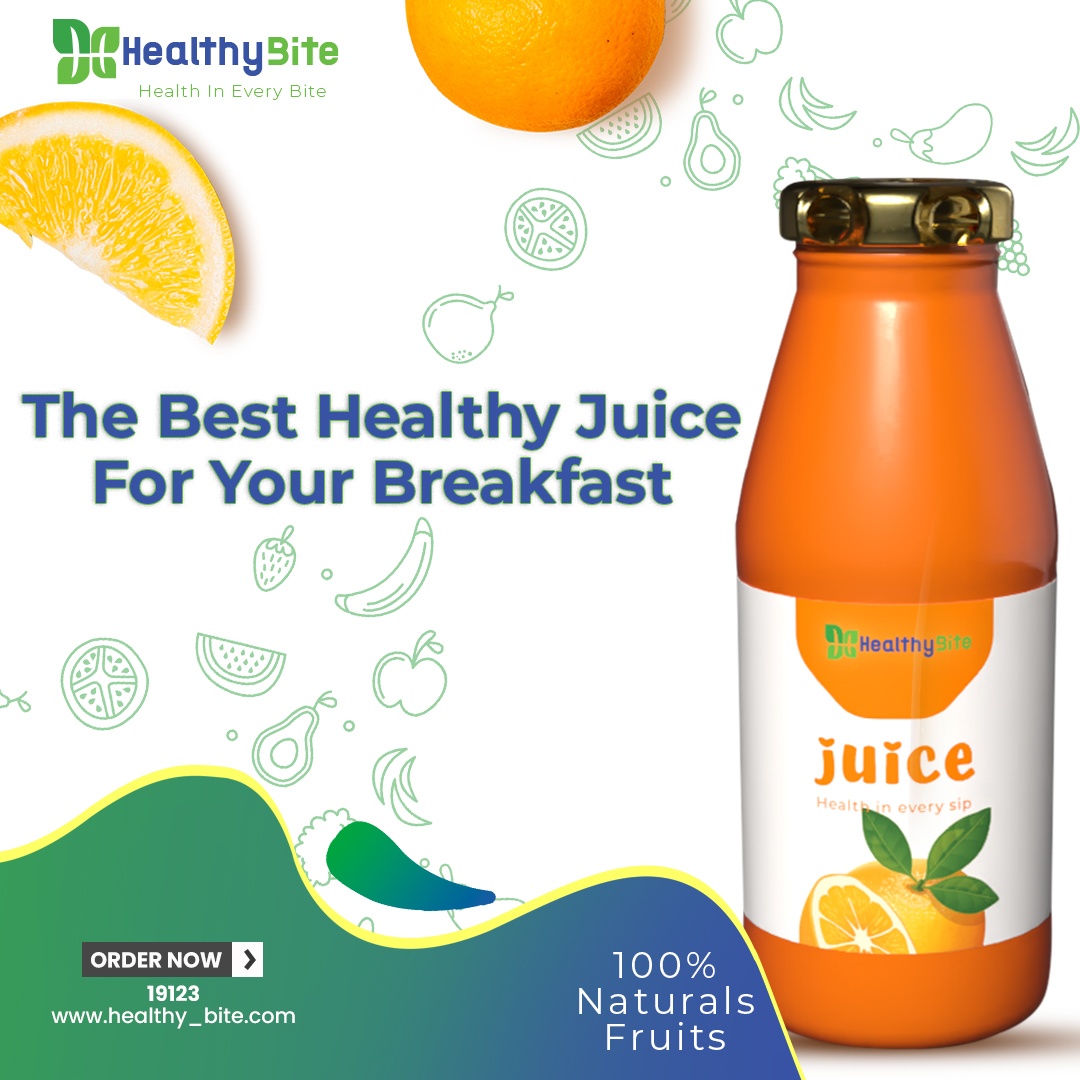 HealthyBite
Health In Every Bite
The Best Healthy Juice
For Your Breakfast
HealthyBite
juice
Health in every sip
ORDER NOW
19123
www.healthy_bite.com
100%
Naturals
Fruits